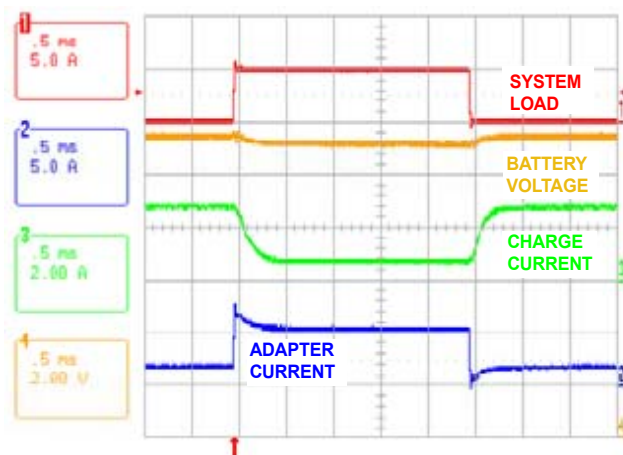 1
.5 ms
5.0 A
2
.5 ms
5.0 A
3
.5 ms
2.00 A
4
.5 ms
2.00 V
SYSTEM
LOAD
BATTERY
VOLTAGE
CHARGE
CURRENT
ADAPTER
CURRENT